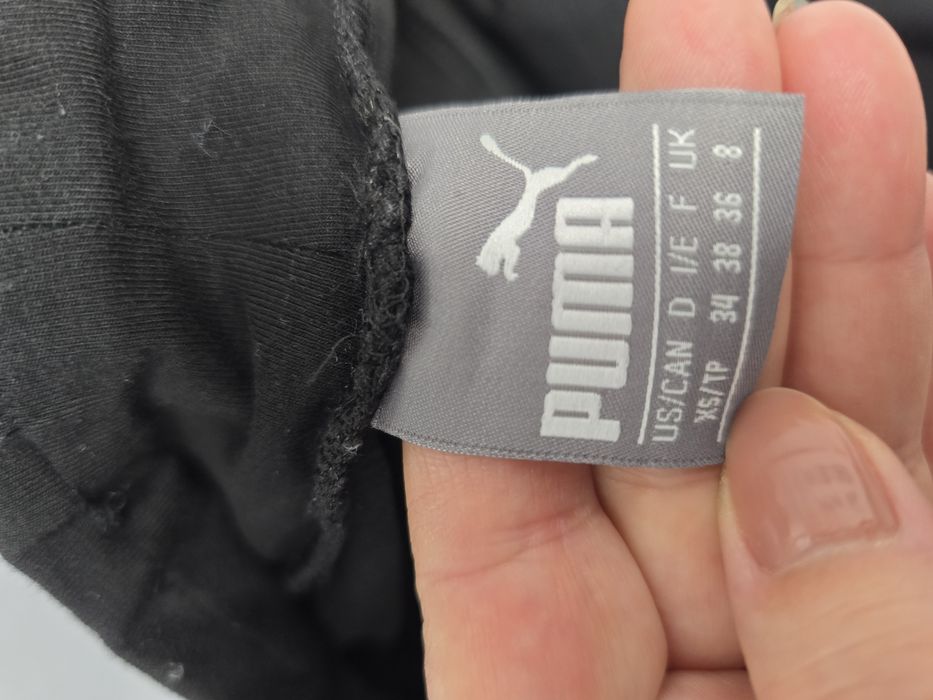 PUMA
US/CAN D I/E F UK
XS/TP 34 38 36 8